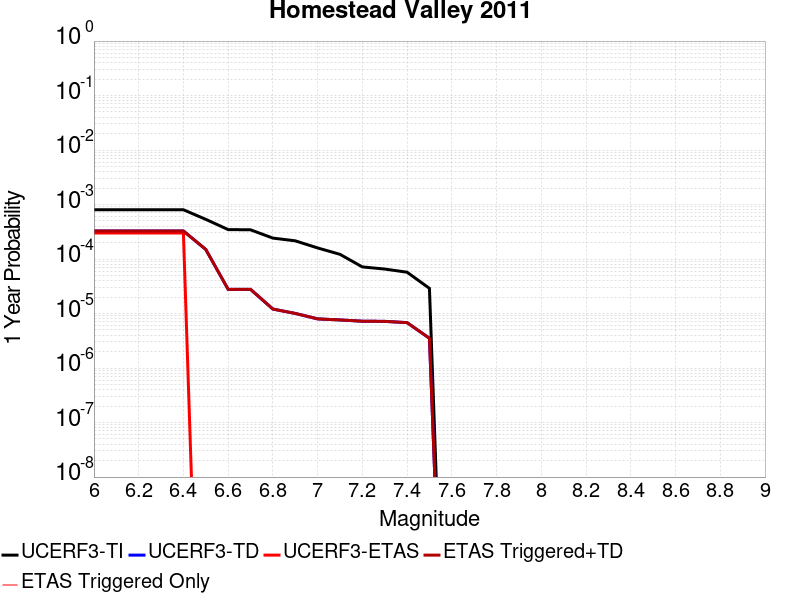 Homestead Valley 2011
1 Year Probability
10^0
10^-1
10^-2
10^-3
10^-4
10^-5
10^-6
10^-7
10^-8
6 6.2 6.4 6.6 6.8 7 7.2 7.4 7.6 7.8 8 8.2 8.4 8.6 8.8 9
Magnitude
UCERF3-TI UCERF3-TD UCERF3-ETAS ETAS Triggered+TD
ETAS Triggered Only